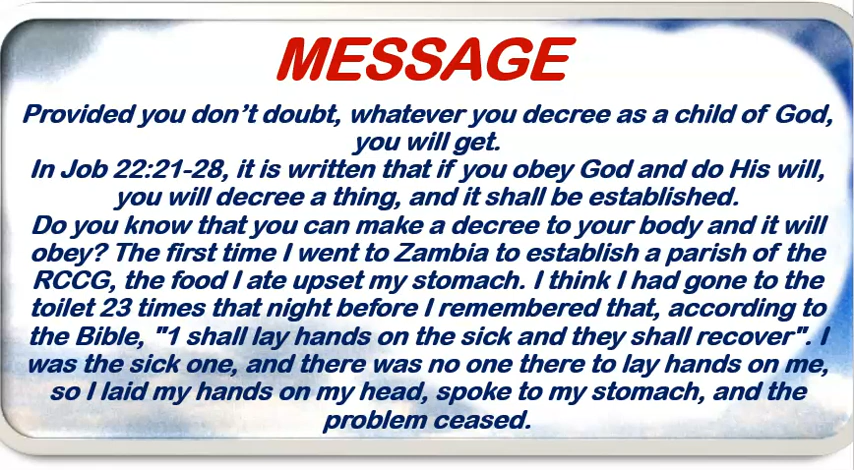 MESSAGE
Provided you don't doubt, whatever you decree as a child of God,
you will get.
In Job 22:21-28, it is written that if you obey God and do His will,
you will decree a thing, and it shall be established.
Do you know that you can make a decree to your body and it will
obey? The first time I went to Zambia to establish a parish of the
RCCG, the food I ate upset my stomach. I think I had gone to the
toilet 23 times that night before I remembered that, according to
the Bible, "1 shall lay hands on the sick and they shall recover". I
was the sick one, and there was no one there to lay hands on me,
so I laid my hands on my head, spoke to my stomach, and the
problem ceased.